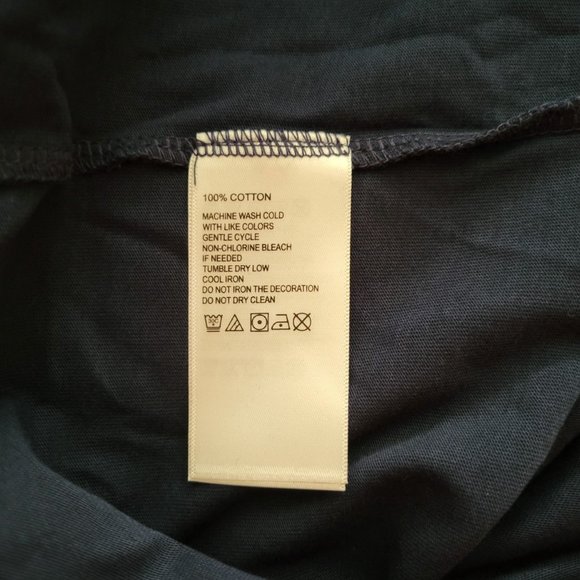 100% COTTON
MACHINE WASH COLD
WITH LIKE COLORS
GENTLE CYCLE
NON-CHLORINE BLEACH
IF NEEDED
TUMBLE DRY LOW
COOL IRON
DO NOT IRON THE DECORATION
DO NOT DRY CLEAN